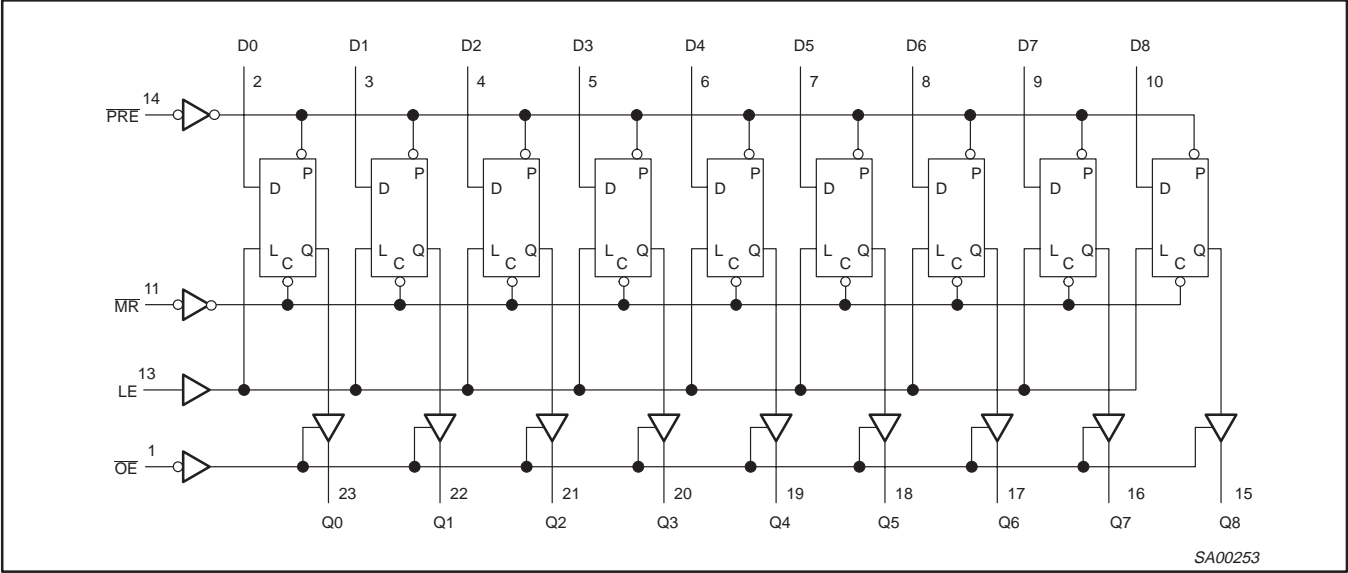 D0 D1 D2 D3 D4 D5 D6 D7 D8
2 3 4 5 6 7 8 9 10
PRE 14
P P P P P P P P P
D D D D D D D D D
L Q L Q L Q L Q L Q L Q L Q L Q L Q
C C C C C C C C C
MR 11
LE 13
OE 1
23 22 21 20 19 18 17 16 15
Q0 Q1 Q2 Q3 Q4 Q5 Q6 Q7 Q8
SA00253